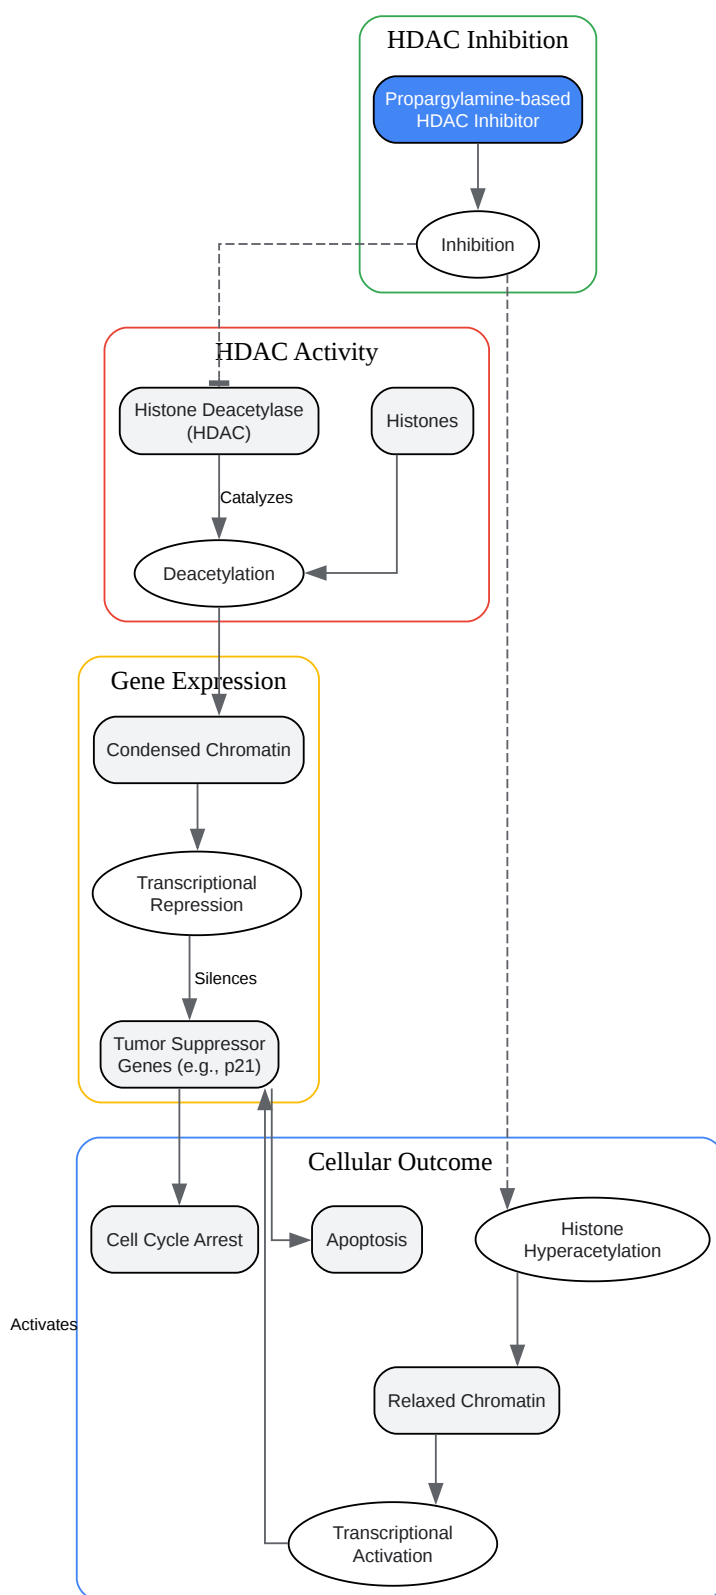 HDAC Inhibition
Propargylamine-based
HDAC Inhibitor
Inhibition
HDAC Activity
Histone Deacetylase
(HDAC)
Histones
Catalyzes
Deacetylation
Gene Expression
Condensed Chromatin
Transcriptional
Repression
Silences
Tumor Suppressor
Genes (e.g., p21)
Cellular Outcome
Cell Cycle Arrest
Apoptosis
Histone
Hyperacetylation
Activates
Relaxed Chromatin
Transcriptional
Activation